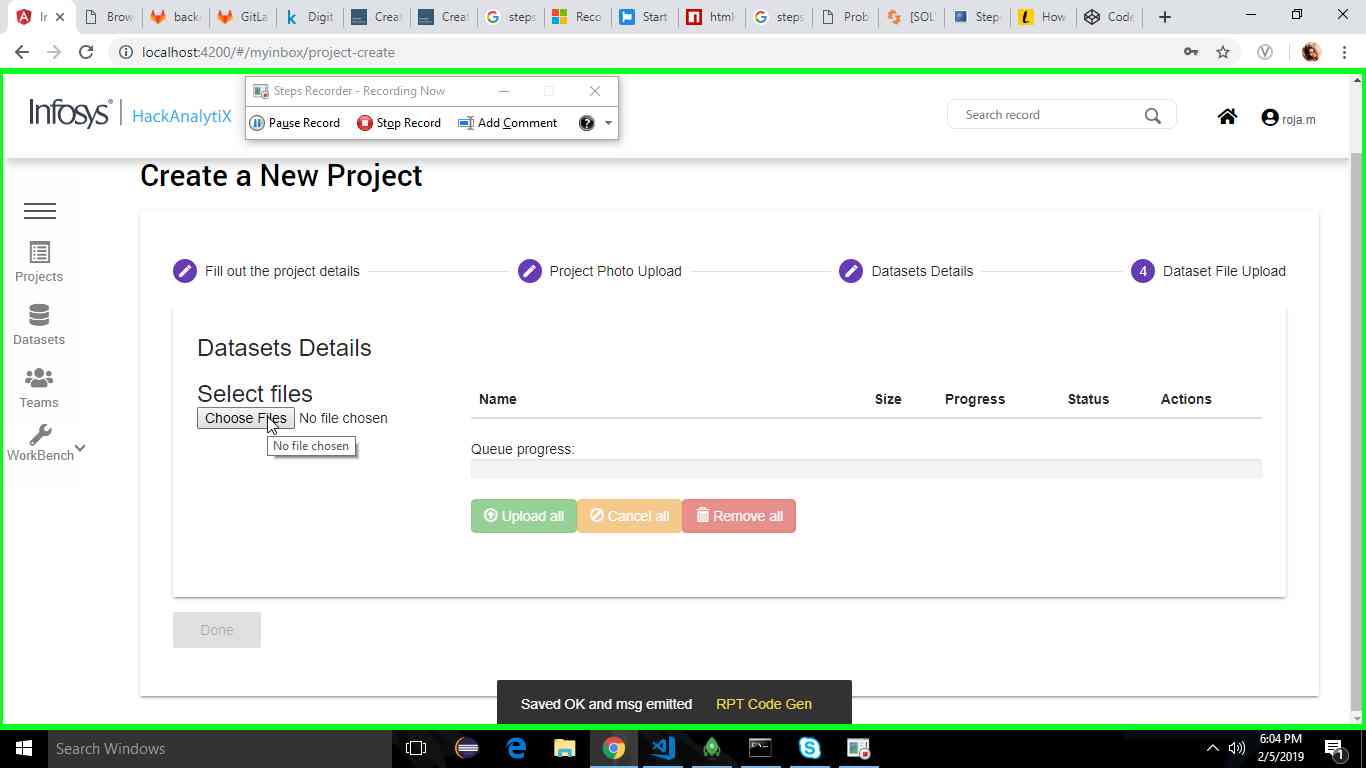 Ir
Brow
back
GitLa
Digit
Creat
Creat
steps
Reco
Start
html
steps
Prob
[SOL
Step
How
Code
localhost:4200/#/myinbox/project-create
Steps Recorder - Recording Now
Pause Record
Stop Record
Add Comment
Infosys | HackAnalytiX
Search record
roja.m
Create a New Project
Projects
Datasets
Teams
WorkBench
Fill out the project details
Project Photo Upload
Datasets Details
4 Dataset File Upload
Datasets Details
Select files
Choose Files No file chosen
No file chosen
Name Size Progress Status Actions
Queue progress:
Upload all Cancel all Remove all
Done
Saved OK and msg emitted RPT Code Gen
Search Windows
6:04 PM
2/5/2019
1